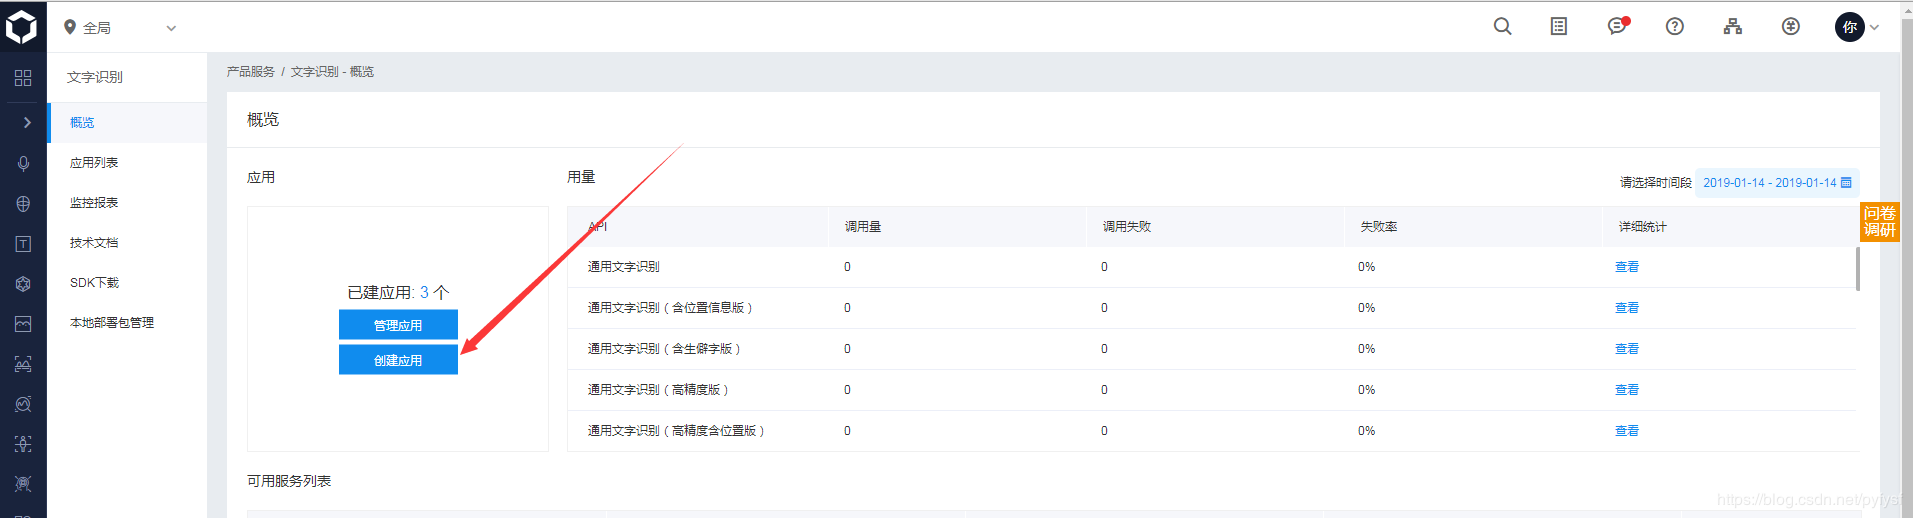 全局
你
文字识别
产品服务 / 文字识别 - 概览
概览
应用列表
监控报表
技术文档
SDK下载
本地部署包管理
概览
应用
用量
请选择时间段 2019-01-14 - 2019-01-14
问卷
调研
已建应用: 3 个
管理应用
创建应用
API 调用量 调用失败 失败率 详细统计
通用文字识别 0 0 0% 查看
通用文字识别（含位置信息版） 0 0 0% 查看
通用文字识别（含生僻字版） 0 0 0% 查看
通用文字识别（高精度版） 0 0 0% 查看
通用文字识别（高精度含位置版） 0 0 0% 查看
可用服务列表
https://blog.csdn.net/pyfysf